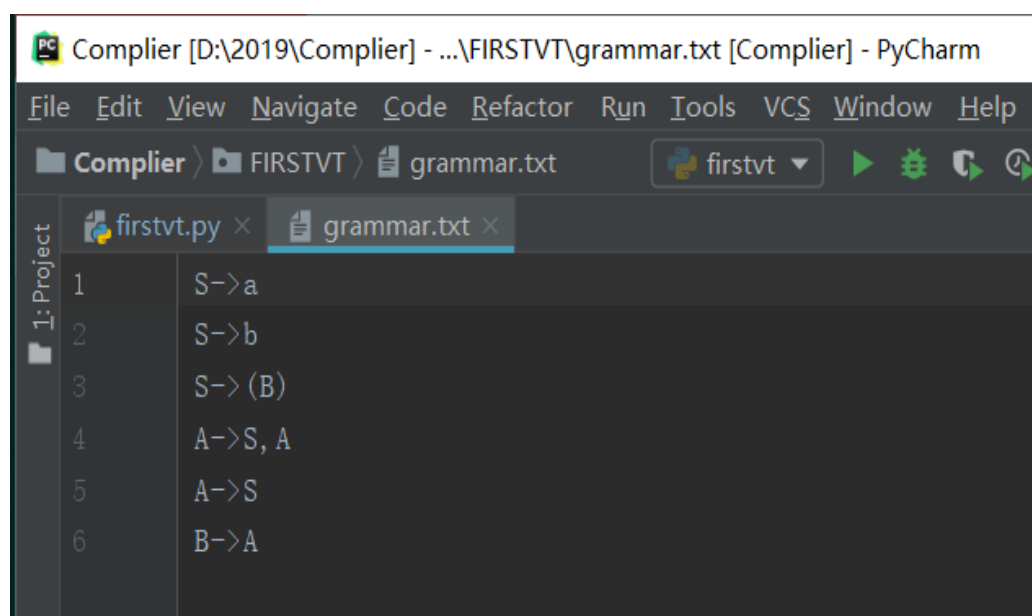 PC Complier [D:\2019\Complier] - ...\FIRSTVT\grammar.txt [Complier] - PyCharm
File Edit View Navigate Code Refactor Run Tools VCS Window Help
Complier FIRSTVT grammar.txt firstvt
1: Project
firstvt.py × grammar.txt ×
1 S->a
2 S->b
3 S->(B)
4 A->S,A
5 A->S
6 B->A